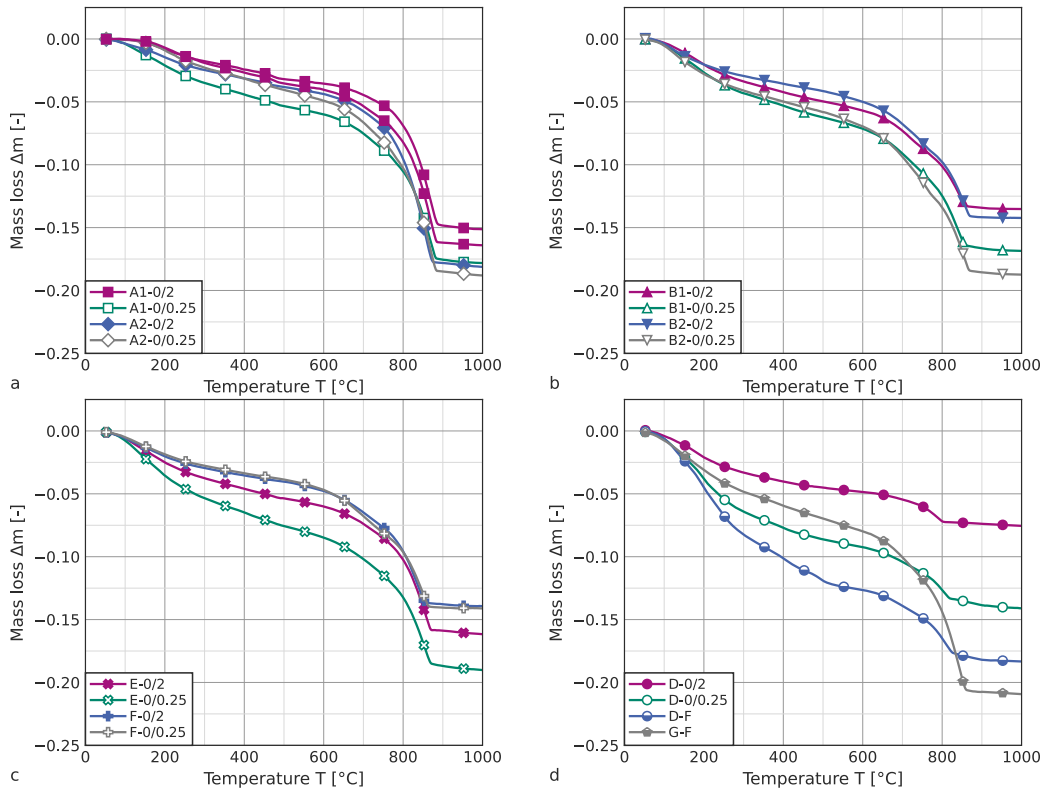 0.00
−0.05
−0.10
−0.15
−0.20
−0.25
Mass loss Δm [-]
A1-0/2
A1-0/0.25
A2-0/2
A2-0/0.25
0 200 400 600 800 1000
Temperature T [°C]
a
0.00
−0.05
−0.10
−0.15
−0.20
−0.25
Mass loss Δm [-]
B1-0/2
B1-0/0.25
B2-0/2
B2-0/0.25
0 200 400 600 800 1000
Temperature T [°C]
b
0.00
−0.05
−0.10
−0.15
−0.20
−0.25
Mass loss Δm [-]
E-0/2
E-0/0.25
F-0/2
F-0/0.25
0 200 400 600 800 1000
Temperature T [°C]
c
0.00
−0.05
−0.10
−0.15
−0.20
−0.25
Mass loss Δm [-]
D-0/2
D-0/0.25
D-F
G-F
0 200 400 600 800 1000
Temperature T [°C]
d